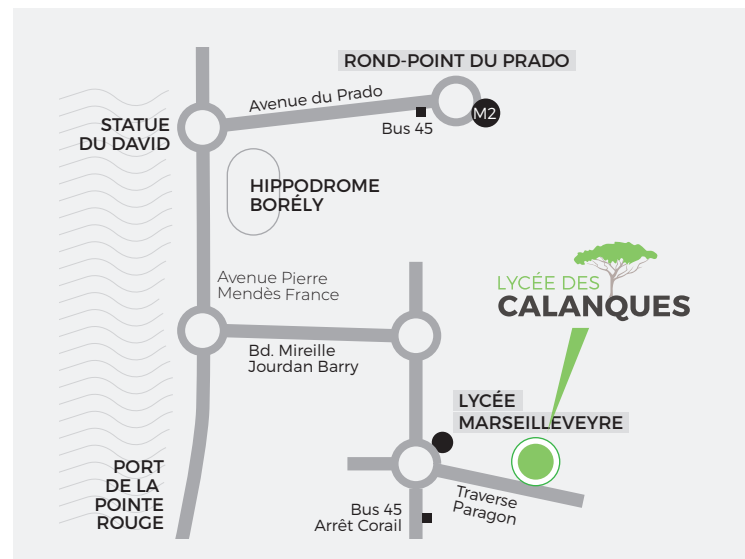 ROND-POINT DU PRADO
Avenue du Prado
M2
Bus 45
STATUE
DU DAVID
HIPPODROME
BORÉLY
Avenue Pierre
Mendès France
LYCÉE DES
CALANQUES
Bd. Mireille
Jourdan Barry
LYCÉE
MARSEILLEVEYRE
PORT
DE LA
POINTE
ROUGE
Traverse
Paragon
Bus 45
Arrêt Corail